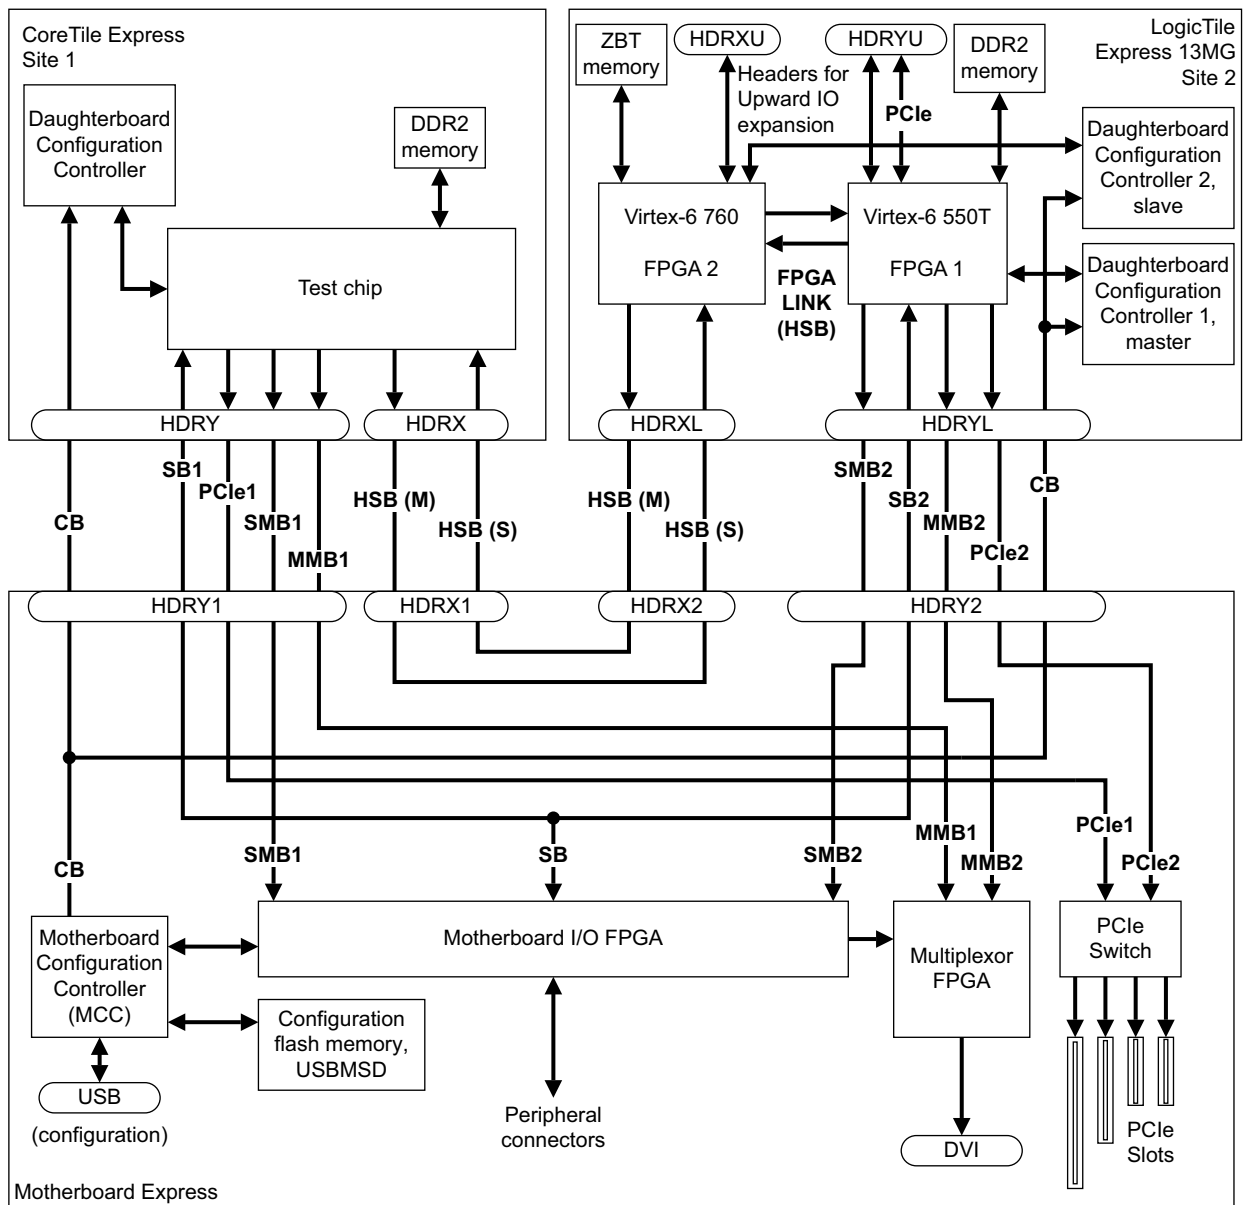 CoreTile Express
Site 1
Daughterboard
Configuration
Controller
DDR2
memory
Test chip
HDRY
HDRX
LogicTile
Express 13MG
Site 2
ZBT
memory
HDRXU
HDRYU
DDR2
memory
Headers for
Upward IO
expansion
PCIe
Daughterboard
Configuration
Controller 2,
slave
Virtex-6 760
FPGA 2
Virtex-6 550T
FPGA 1
FPGA
LINK
(HSB)
Daughterboard
Configuration
Controller 1,
master
HDRXL
HDRYL
CB
SB1
PCIe1
SMB1
MMB1
HSB (M)
HSB (S)
HSB (M)
HSB (S)
SMB2
SB2
MMB2
PCIe2
CB
HDRY1
HDRX1
HDRX2
HDRY2
CB
SMB1
SB
SMB2
MMB1
MMB2
PCIe1
PCIe2
Motherboard
Configuration
Controller
(MCC)
Motherboard I/O FPGA
Multiplexor
FPGA
PCIe
Switch
Configuration
flash memory,
USBMSD
USB
(configuration)
Peripheral
connectors
DVI
PCIe
Slots
Motherboard Express